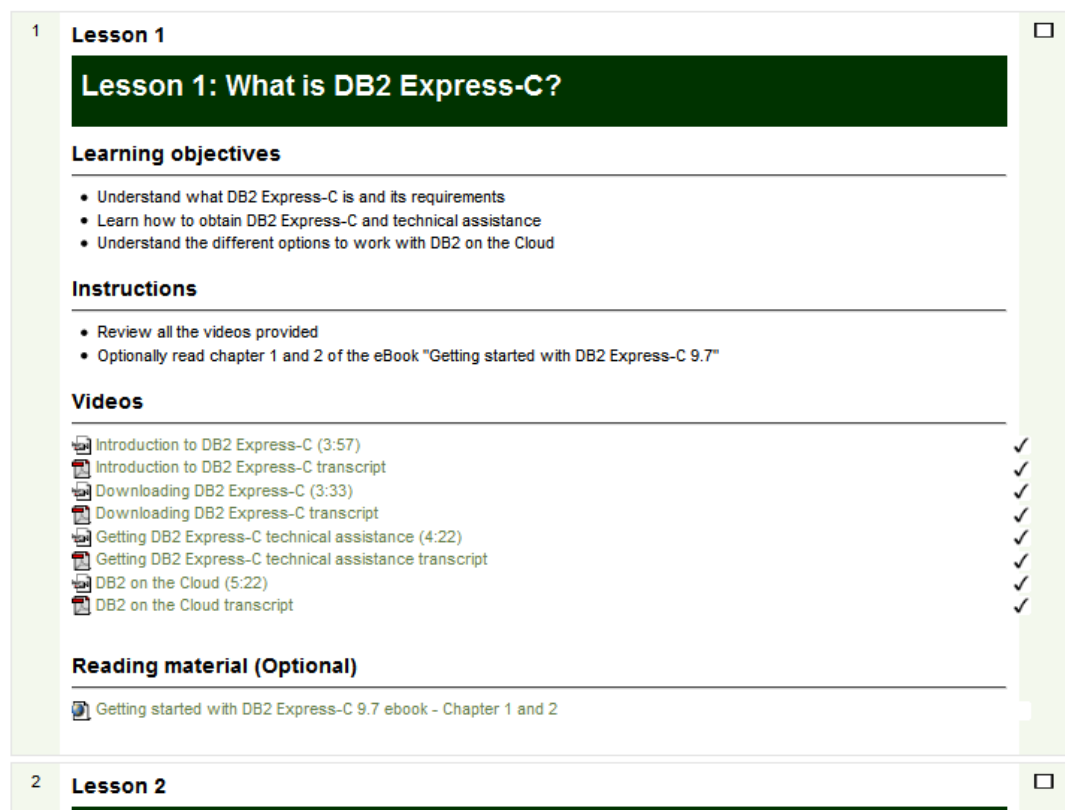 1
Lesson 1
Lesson 1: What is DB2 Express-C?
Learning objectives
Understand what DB2 Express-C is and its requirements
Learn how to obtain DB2 Express-C and technical assistance
Understand the different options to work with DB2 on the Cloud
Instructions
Review all the videos provided
Optionally read chapter 1 and 2 of the eBook "Getting started with DB2 Express-C 9.7"
Videos
Introduction to DB2 Express-C (3:57)
Introduction to DB2 Express-C transcript
Downloading DB2 Express-C (3:33)
Downloading DB2 Express-C transcript
Getting DB2 Express-C technical assistance (4:22)
Getting DB2 Express-C technical assistance transcript
DB2 on the Cloud (5:22)
DB2 on the Cloud transcript
Reading material (Optional)
Getting started with DB2 Express-C 9.7 ebook - Chapter 1 and 2
2
Lesson 2